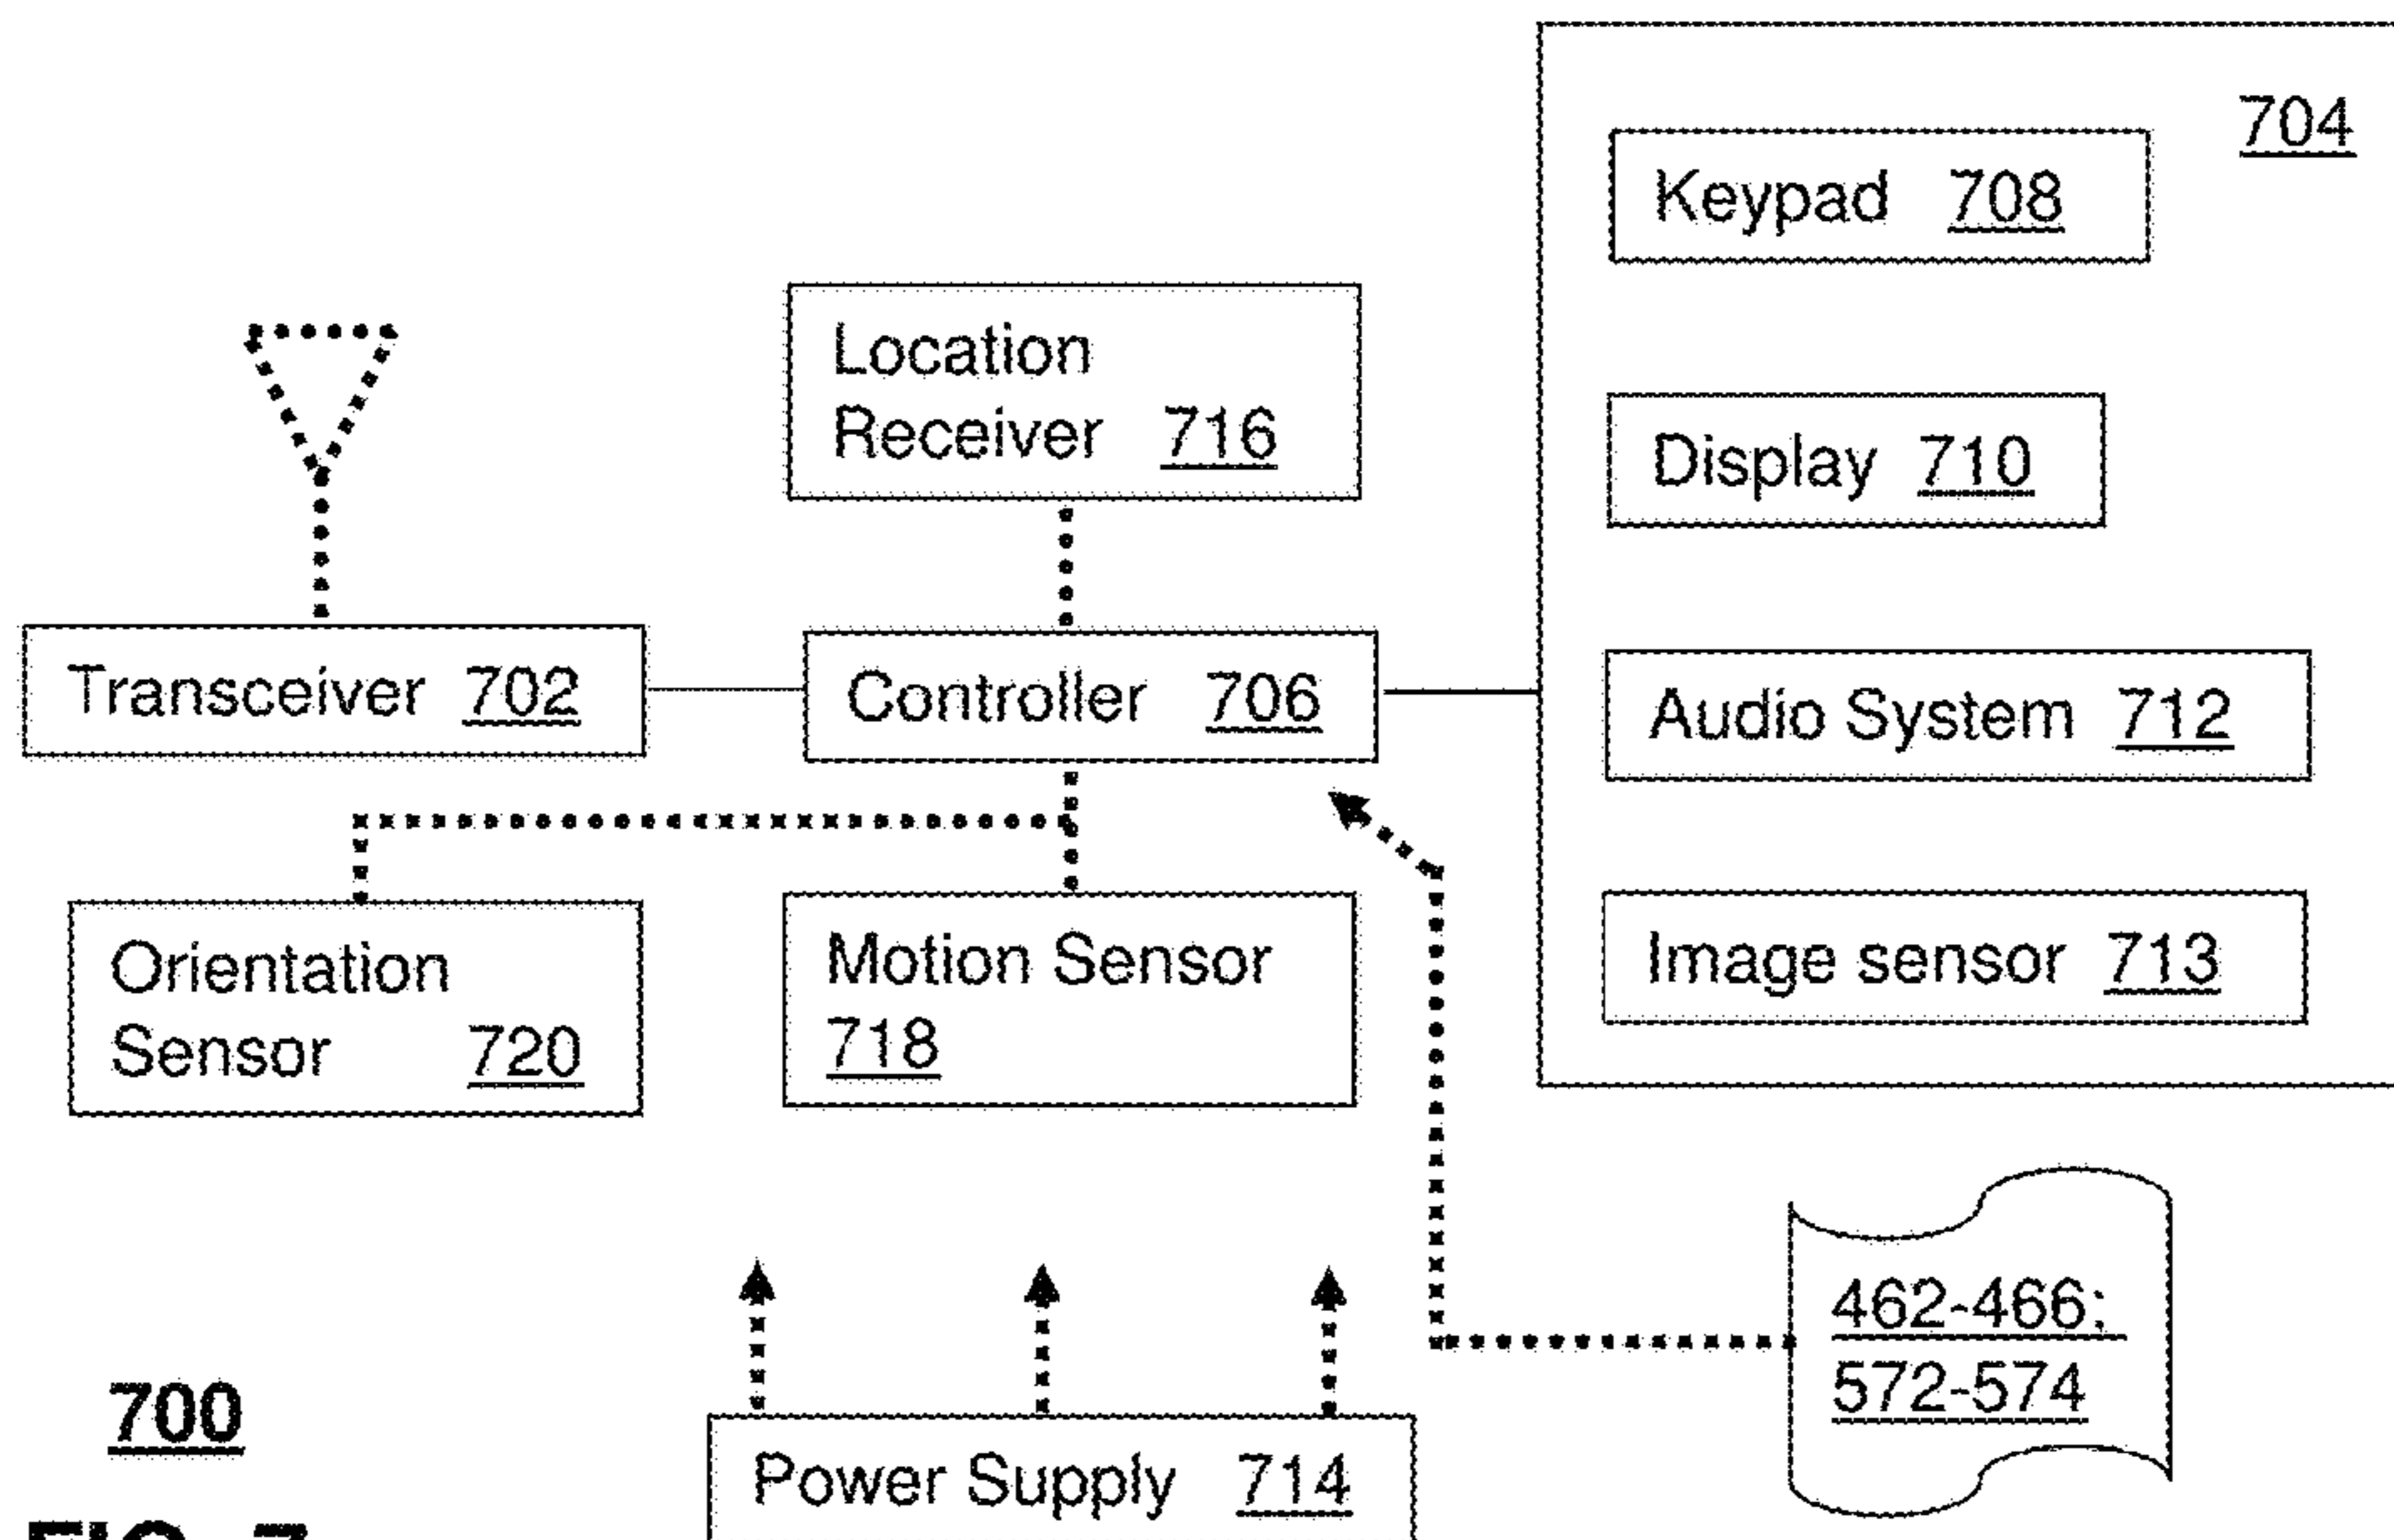 704
Keypad 708
Location
Receiver 716
Display 710
Transceiver 702
Controller 706
Audio System 712
Orientation
Sensor 720
Motion Sensor
718
Image sensor 713
462-466:
572-574
700
Power Supply 714